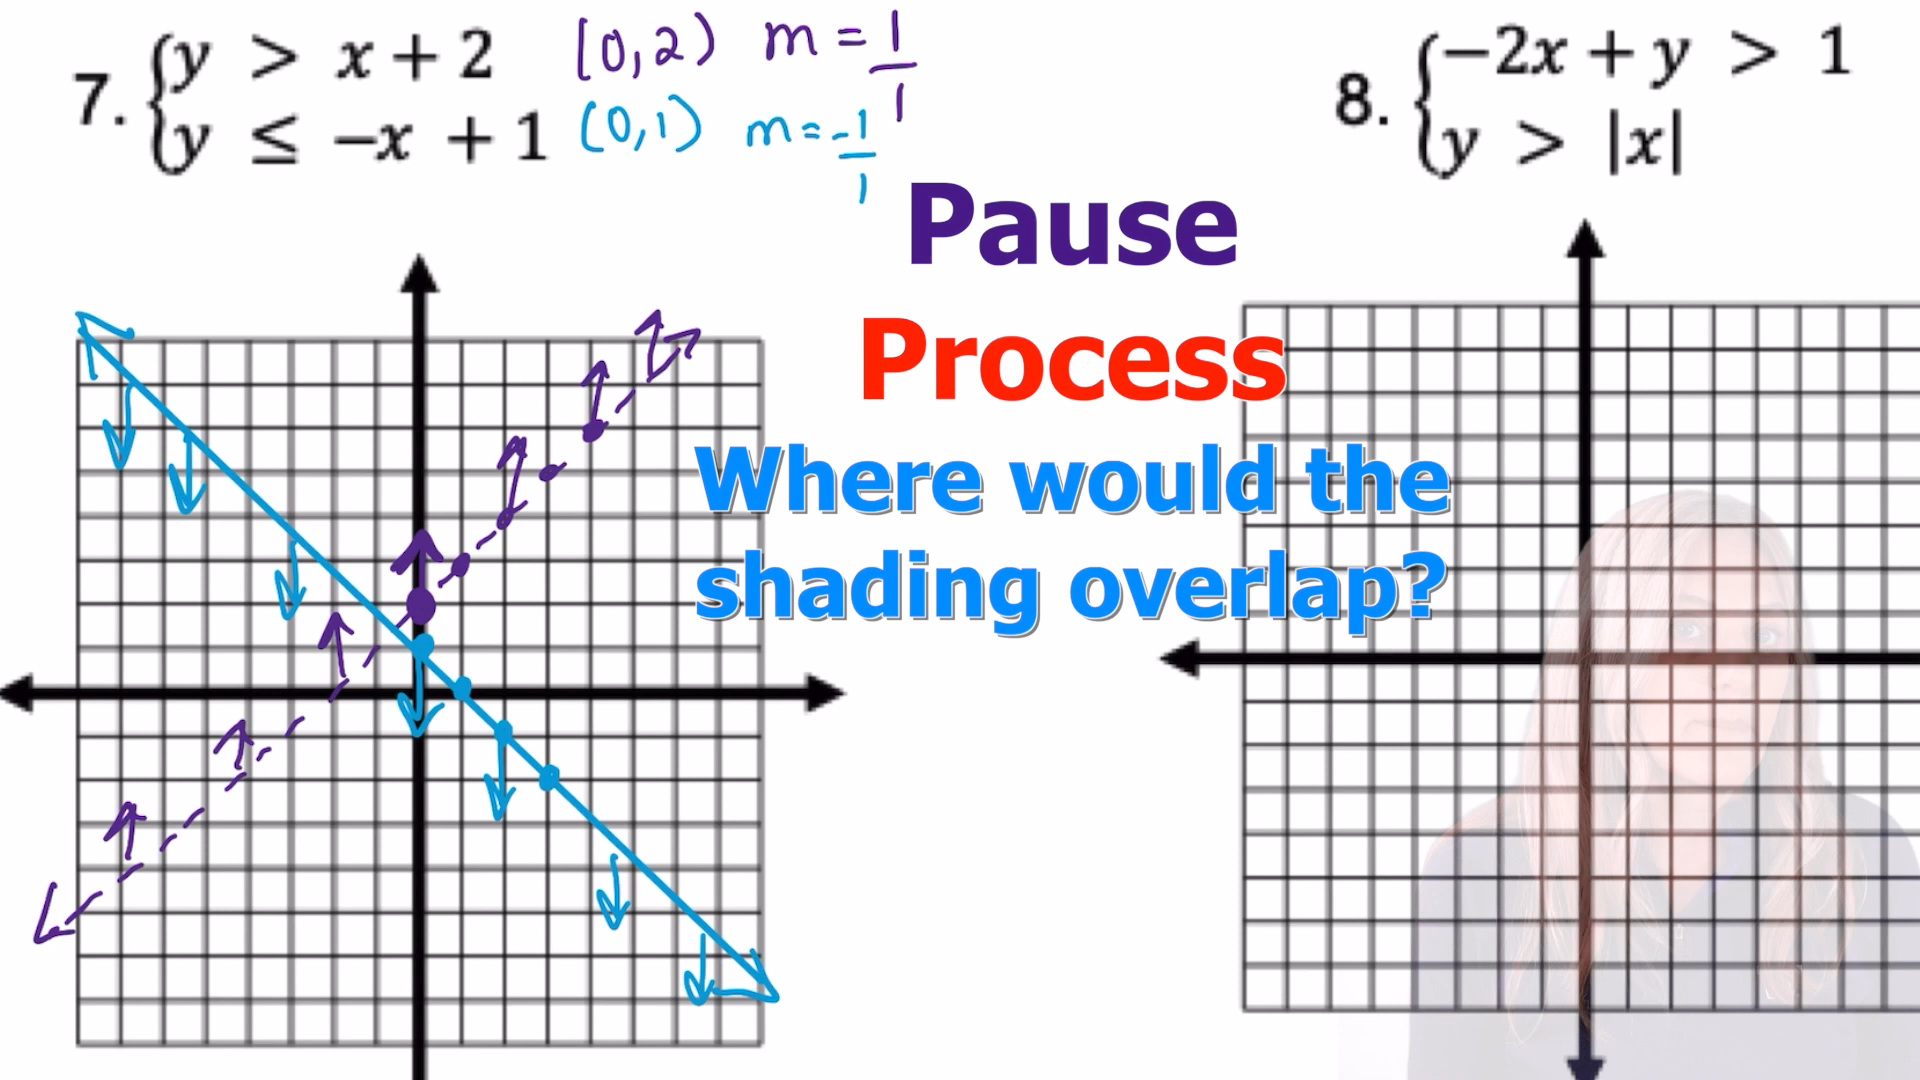 7. { y > x + 2 (0,2) m = 1/1
y ≤ −x + 1 (0,1) m = -1/1
8. { −2x + y > 1
y > |x|
Pause
Process
Where would the
shading overlap?